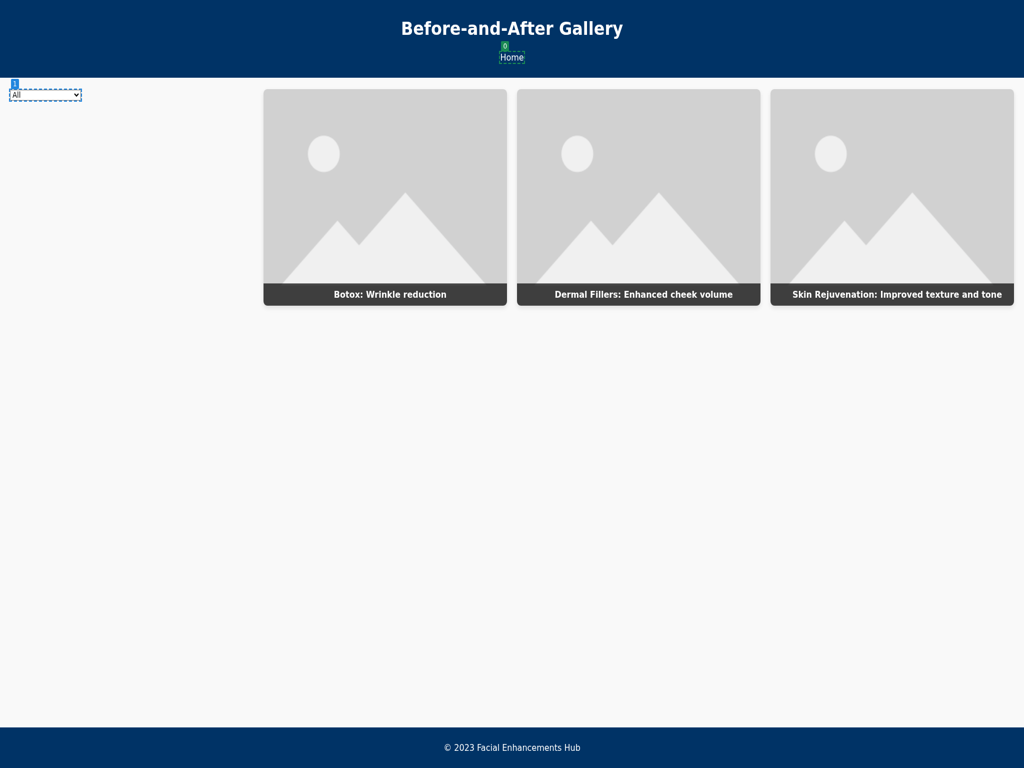 Before-and-After Gallery
0
Home
1
All
Botox: Wrinkle reduction
Dermal Fillers: Enhanced cheek volume
Skin Rejuvenation: Improved texture and tone
© 2023 Facial Enhancements Hub